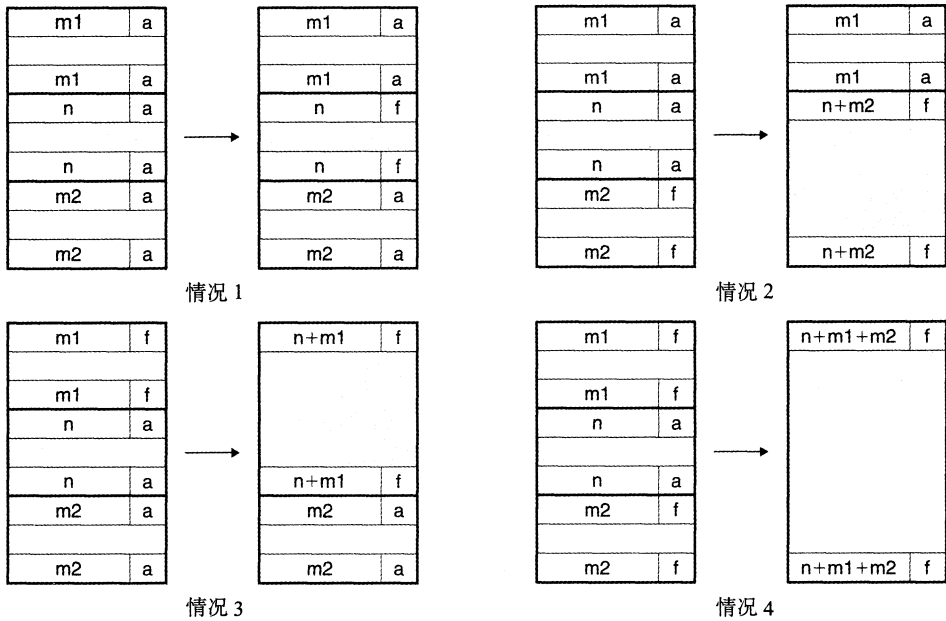 m1 a m1 a m1 a m1 a
m1 a m1 a m1 a m1 a
n a n f n a n+m2 f
n a n f n a
m2 a m2 a m2 f
m2 a m2 a m2 f n+m2 f
情况 1 情况 2
m1 f n+m1 f m1 f n+m1+m2 f
m1 f m1 f
n a n a
n a n+m1 f n a
m2 a m2 a m2 f
m2 a m2 a m2 f n+m1+m2 f
情况 3 情况 4